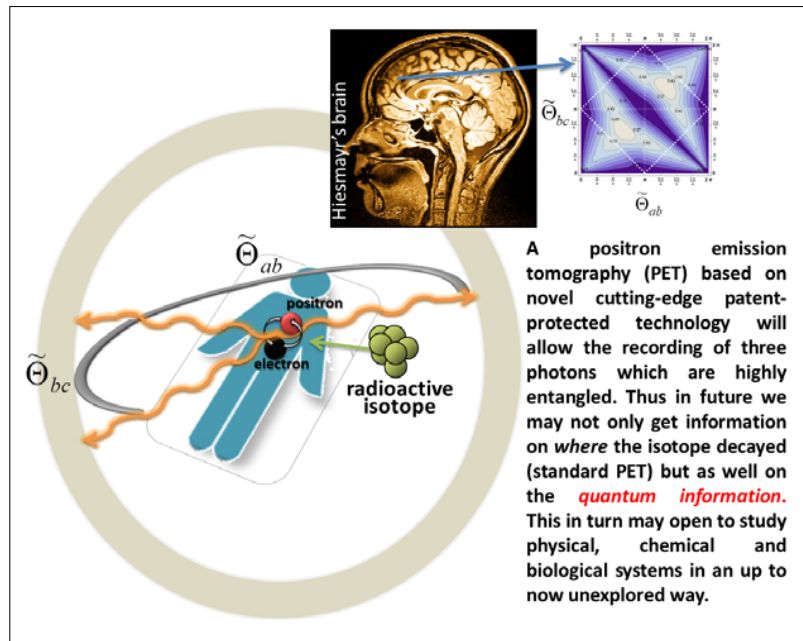 Hiesmayr's brain
Θ̃bc
Θ̃ab
Θ̃ab
positron
electron
Θ̃bc
radioactive
isotope
A positron emission
tomography (PET) based on
novel cutting-edge patent-
protected technology will
allow the recording of three
photons which are highly
entangled. Thus in future we
may not only get information
on where the isotope decayed
(standard PET) but as well on
the quantum information.
This in turn may open to study
physical, chemical and
biological systems in an up to
now unexplored way.